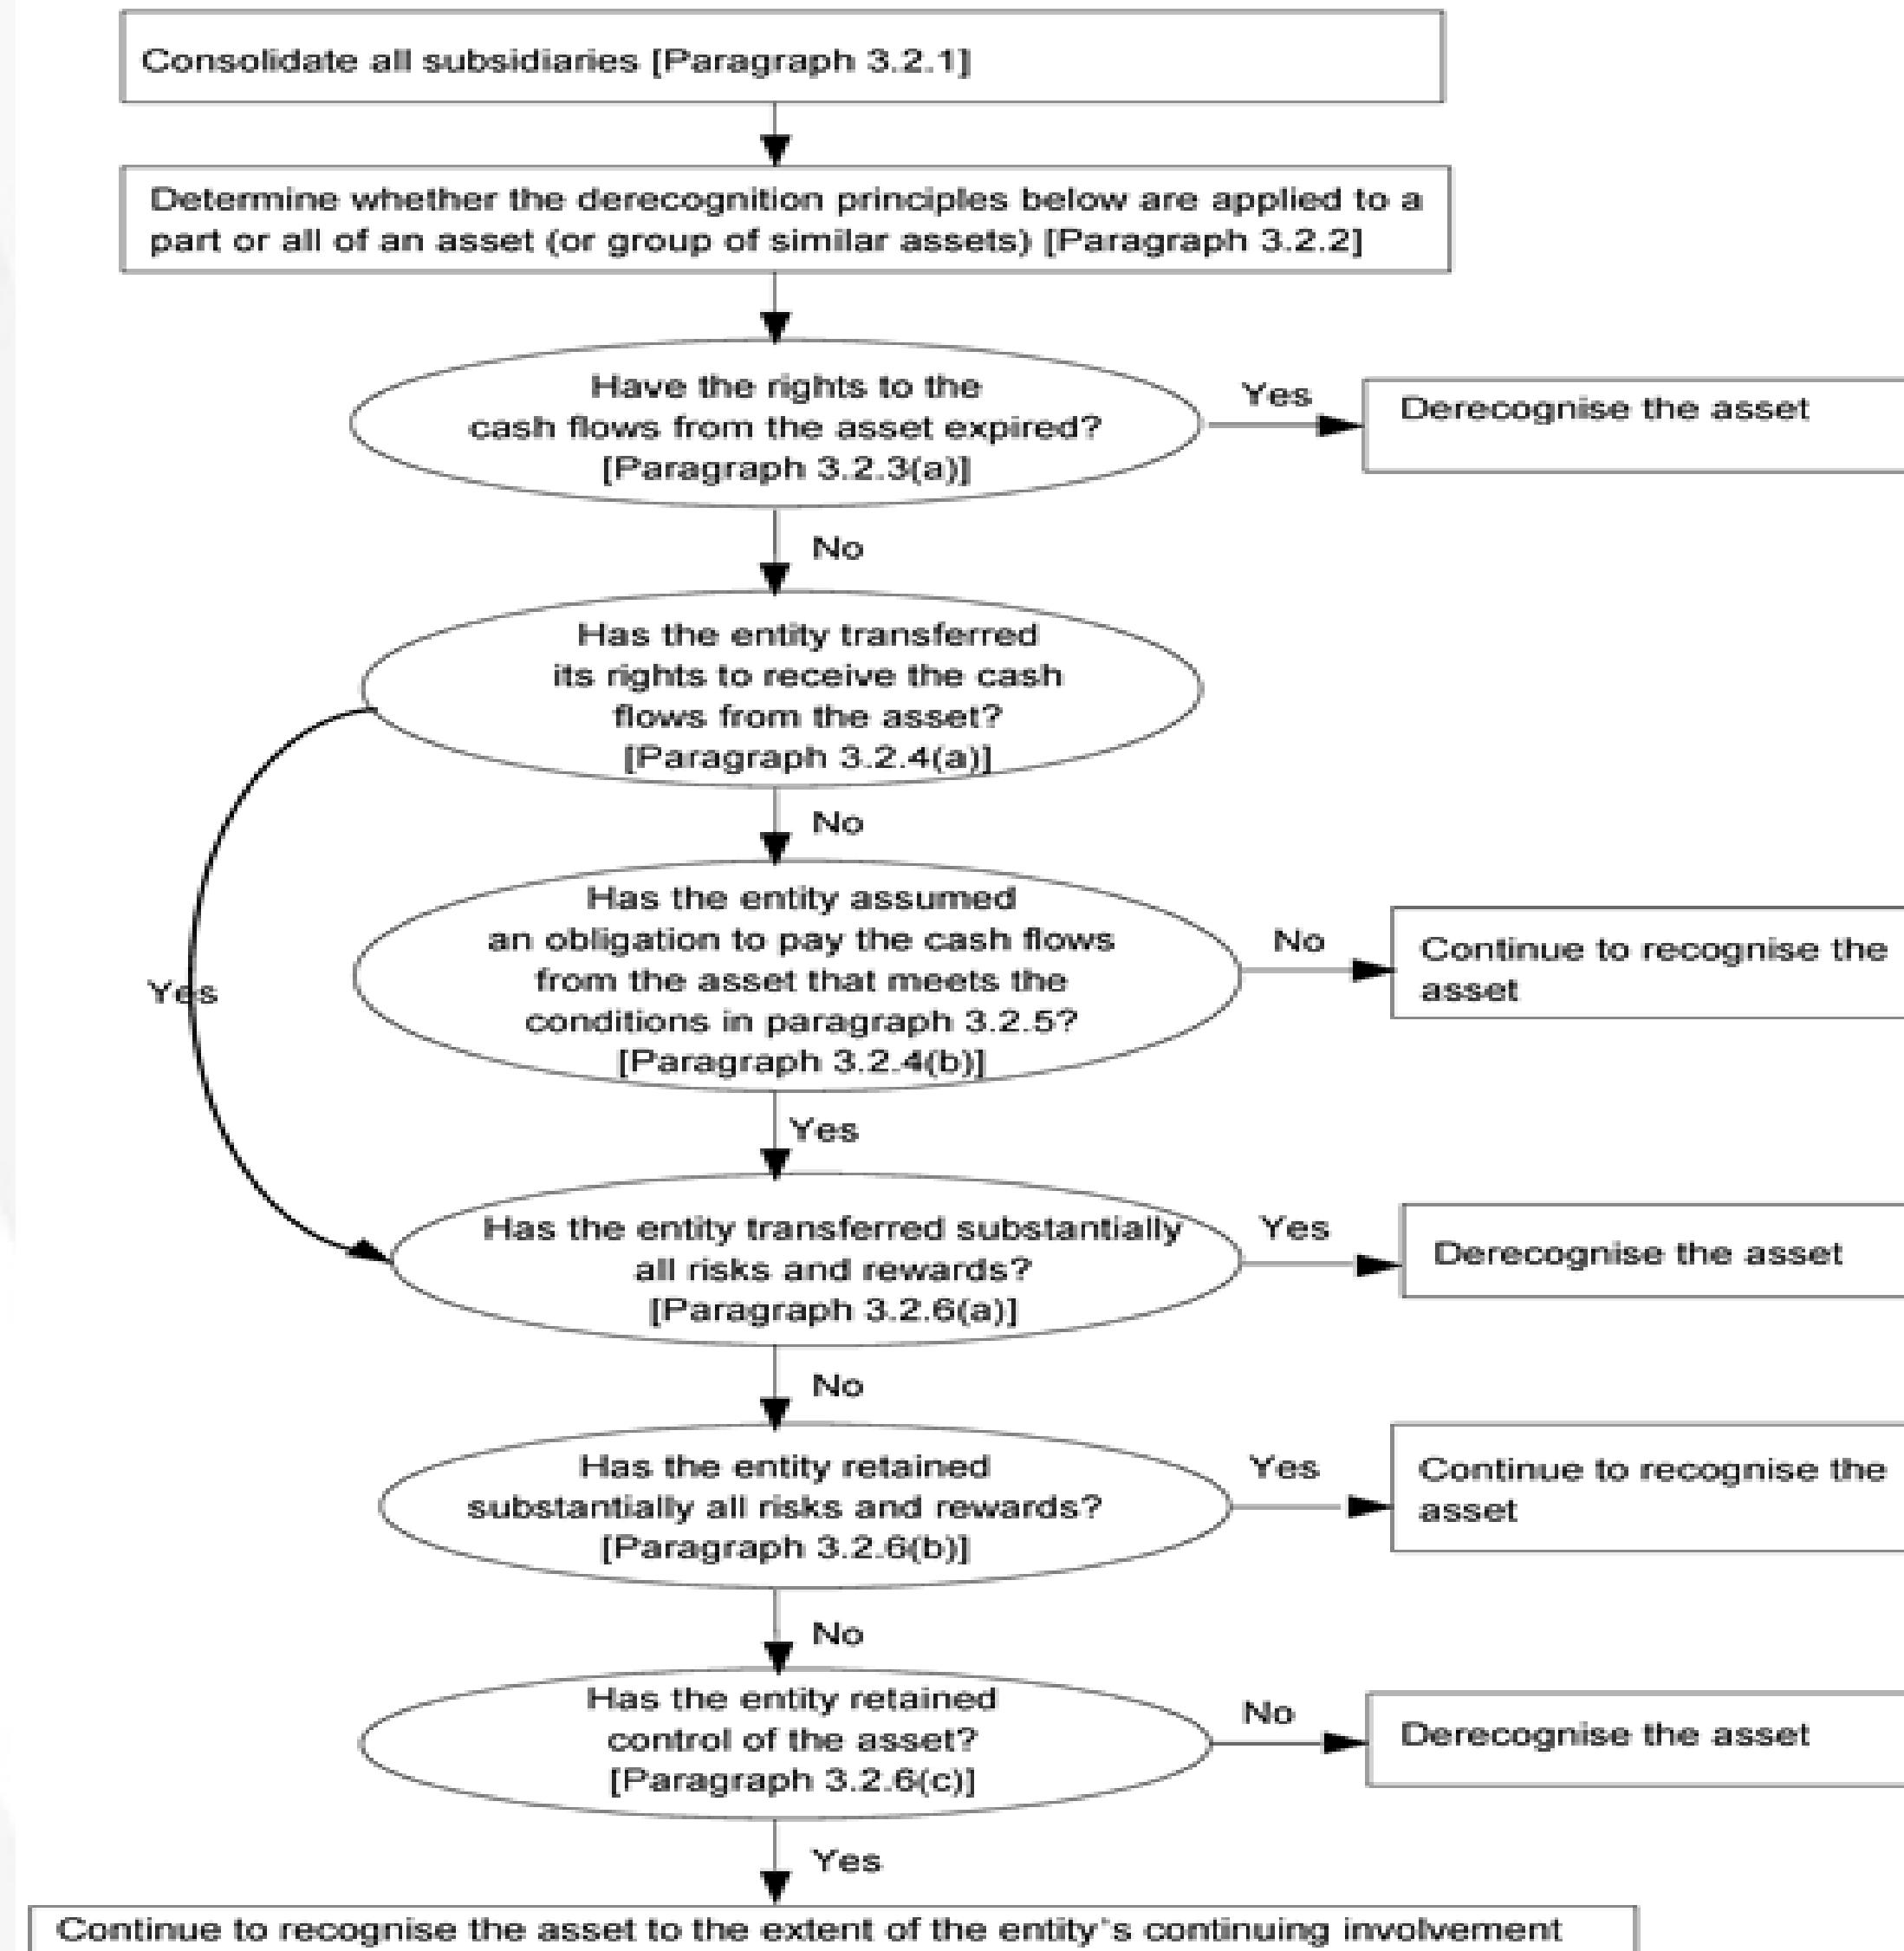 Consolidate all subsidiaries [Paragraph 3.2.1]
Determine whether the derecognition principles below are applied to a
part or all of an asset (or group of similar assets) [Paragraph 3.2.2]
Have the rights to the
cash flows from the asset expired?
[Paragraph 3.2.3(a)]
Yes
Derecognise the asset
No
Has the entity transferred
its rights to receive the cash
flows from the asset?
[Paragraph 3.2.4(a)]
No
Yes
Has the entity assumed
an obligation to pay the cash flows
from the asset that meets the
conditions in paragraph 3.2.5?
[Paragraph 3.2.4(b)]
No
Continue to recognise the
asset
Yes
Has the entity transferred substantially
all risks and rewards?
[Paragraph 3.2.6(a)]
Yes
Derecognise the asset
No
Has the entity retained
substantially all risks and rewards?
[Paragraph 3.2.6(b)]
Yes
Continue to recognise the
asset
No
Has the entity retained
control of the asset?
[Paragraph 3.2.6(c)]
No
Derecognise the asset
Yes
Continue to recognise the asset to the extent of the entity's continuing involvement